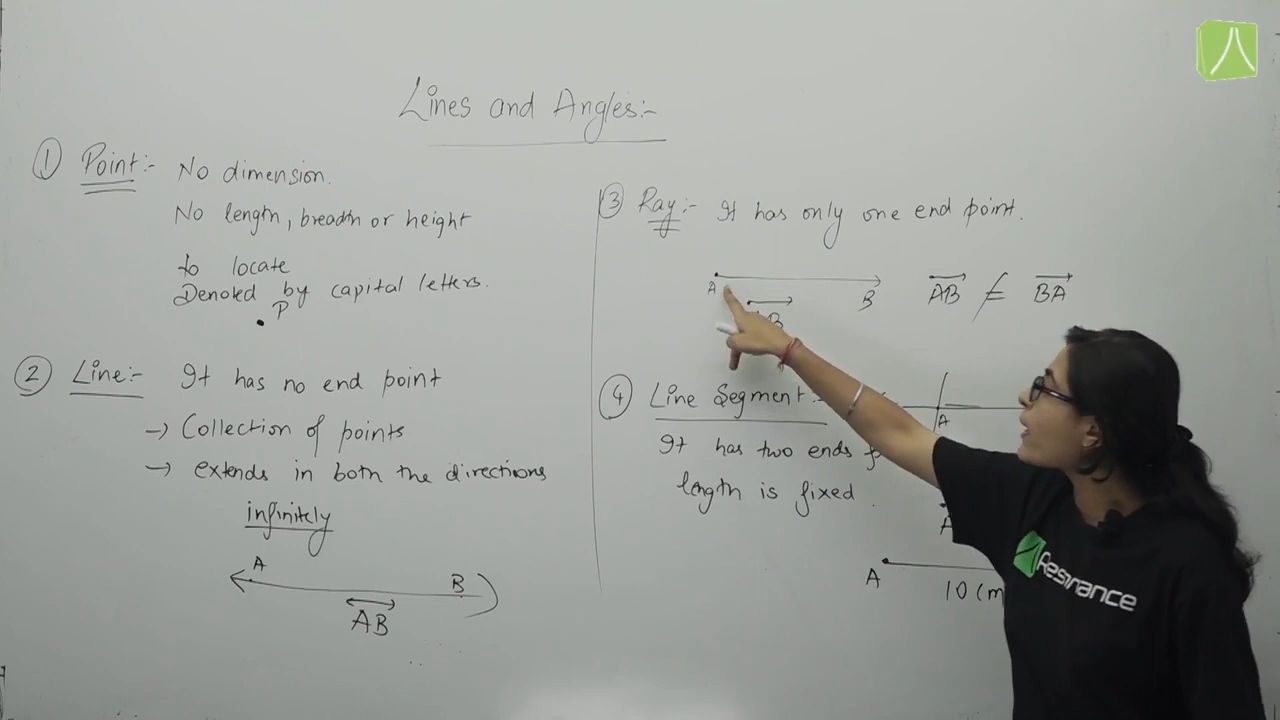 Lines and Angles:-
① Point:- No dimension.
No length, breadth or height
to locate
Denoted by capital letters.
P
② Line:- It has no end point
→ Collection of points
→ extends in both the directions
infinitely
A B
AB
③ Ray:- It has only one end point.
A B
AB ≠ BA
④ Line Segment:-
A
It has two ends
length is fixed.
A
10 cm
Resonance